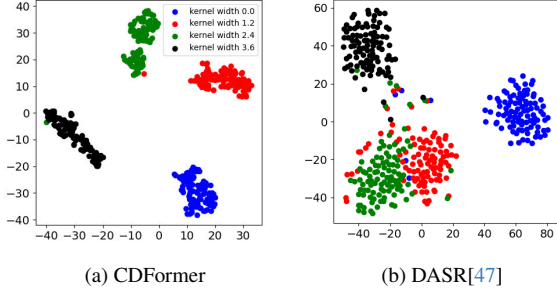 kernel width 0.0
kernel width 1.2
kernel width 2.4
kernel width 3.6
40
30
20
10
0
−10
−20
−30
−40
−40 −30 −20 −10 0 10 20 30
60
40
20
0
−20
−40
−40 −20 0 20 40 60 80
(a) CDFormer
(b) DASR[47]